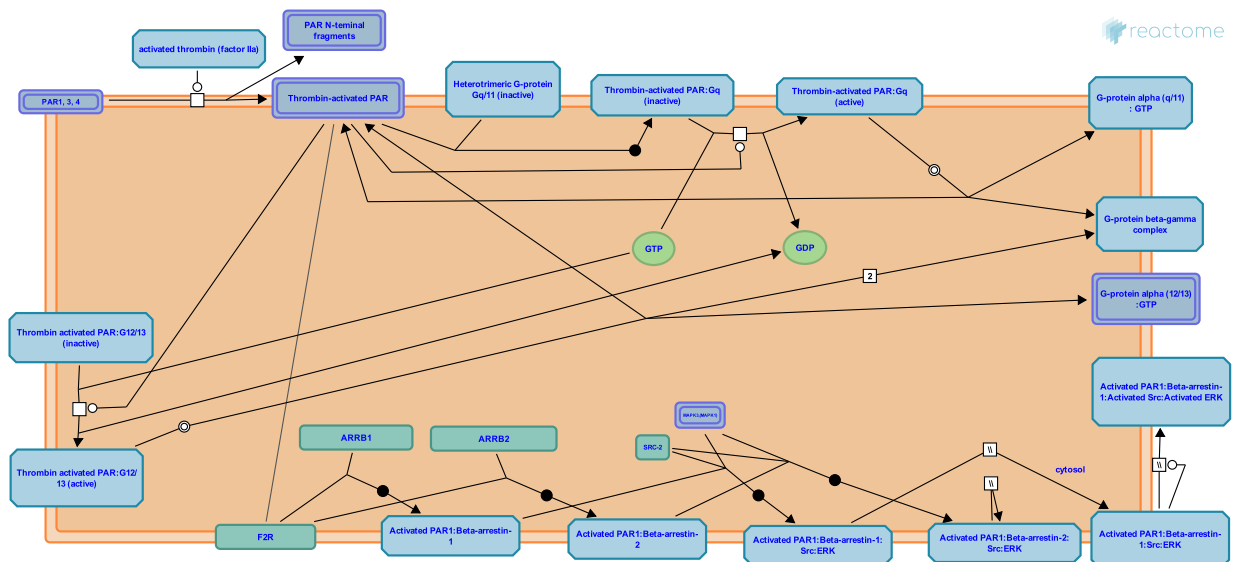 PAR N-teminal
fragments
activated thrombin (factor IIa)
reactome
PAR1, 3, 4
Thrombin-activated PAR
Heterotrimeric G-protein
Gq/11 (inactive)
Thrombin-activated PAR:Gq
(inactive)
Thrombin-activated PAR:Gq
(active)
G-protein alpha (q/11)
: GTP
G-protein beta-gamma
complex
GTP
GDP
2
G-protein alpha (12/13)
:GTP
Thrombin activated PAR:G12/13
(inactive)
Activated PAR1:Beta-arrestin-
1:Activated Src:Activated ERK
MAPK3,(MAPK1)
ARRB1
ARRB2
SRC-2
\\
cytosol
\\
\\
Thrombin activated PAR:G12/
13 (active)
F2R
Activated PAR1:Beta-arrestin-
1
Activated PAR1:Beta-arrestin-
2
Activated PAR1:Beta-arrestin-1:
Src:ERK
Activated PAR1:Beta-arrestin-2:
Src:ERK
Activated PAR1:Beta-arrestin-
1:Src:ERK